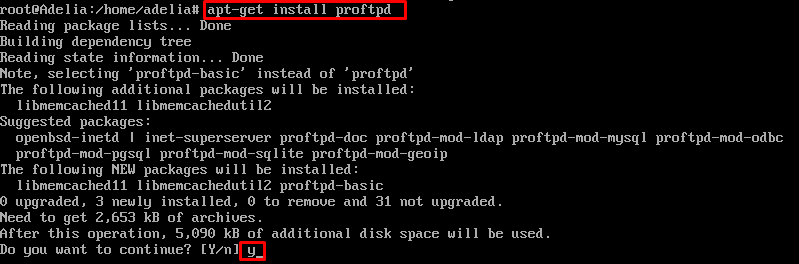 root@Adelia:/home/adelia# apt-get install proftpd
Reading package lists... Done
Building dependency tree
Reading state information... Done
Note, selecting 'proftpd-basic' instead of 'proftpd'
The following additional packages will be installed:
  libmemcached11 libmemcachedutil2
Suggested packages:
  openbsd-inetd | inet-superserver proftpd-doc proftpd-mod-ldap proftpd-mod-mysql proftpd-mod-odbc
  proftpd-mod-pgsql proftpd-mod-sqlite proftpd-mod-geoip
The following NEW packages will be installed:
  libmemcached11 libmemcachedutil2 proftpd-basic
0 upgraded, 3 newly installed, 0 to remove and 31 not upgraded.
Need to get 2,653 kB of archives.
After this operation, 5,090 kB of additional disk space will be used.
Do you want to continue? [Y/n] y_